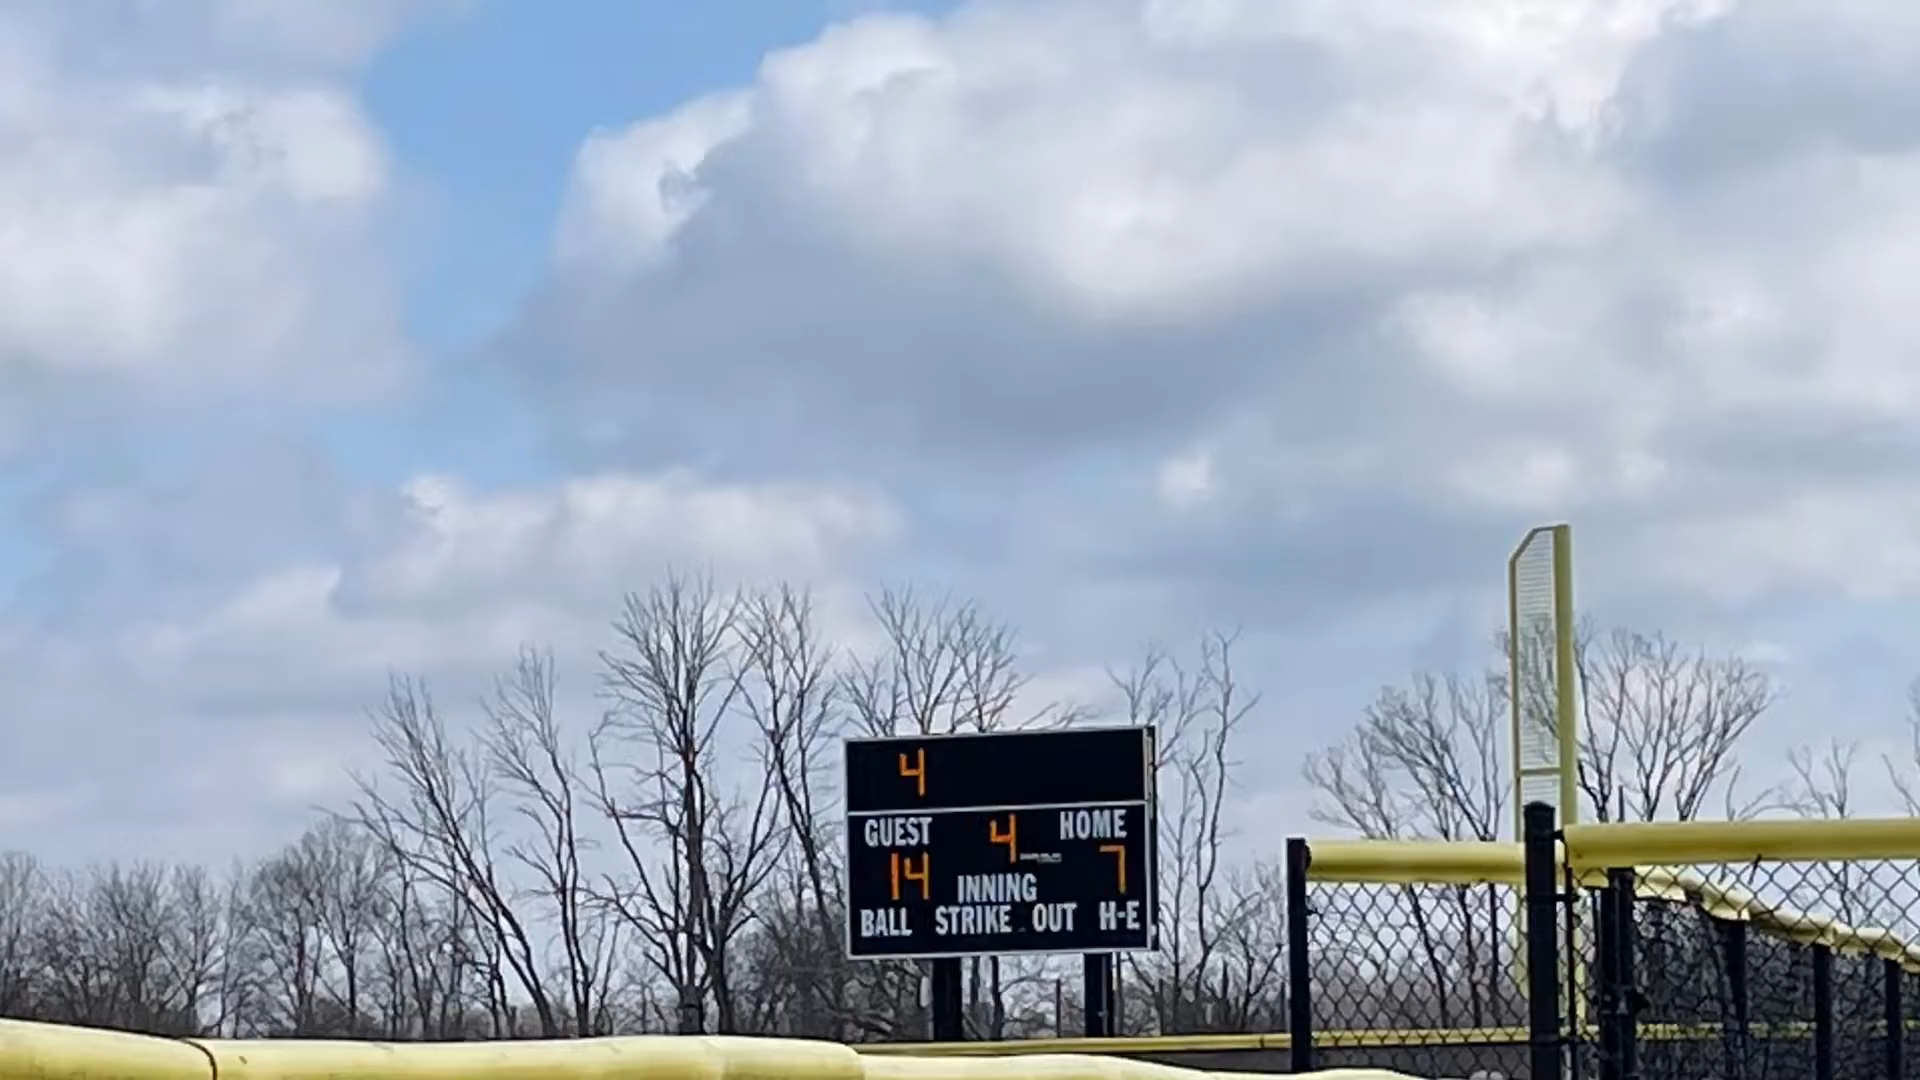 4
GUEST 4 HOME
14 INNING 7
BALL STRIKE OUT H-E